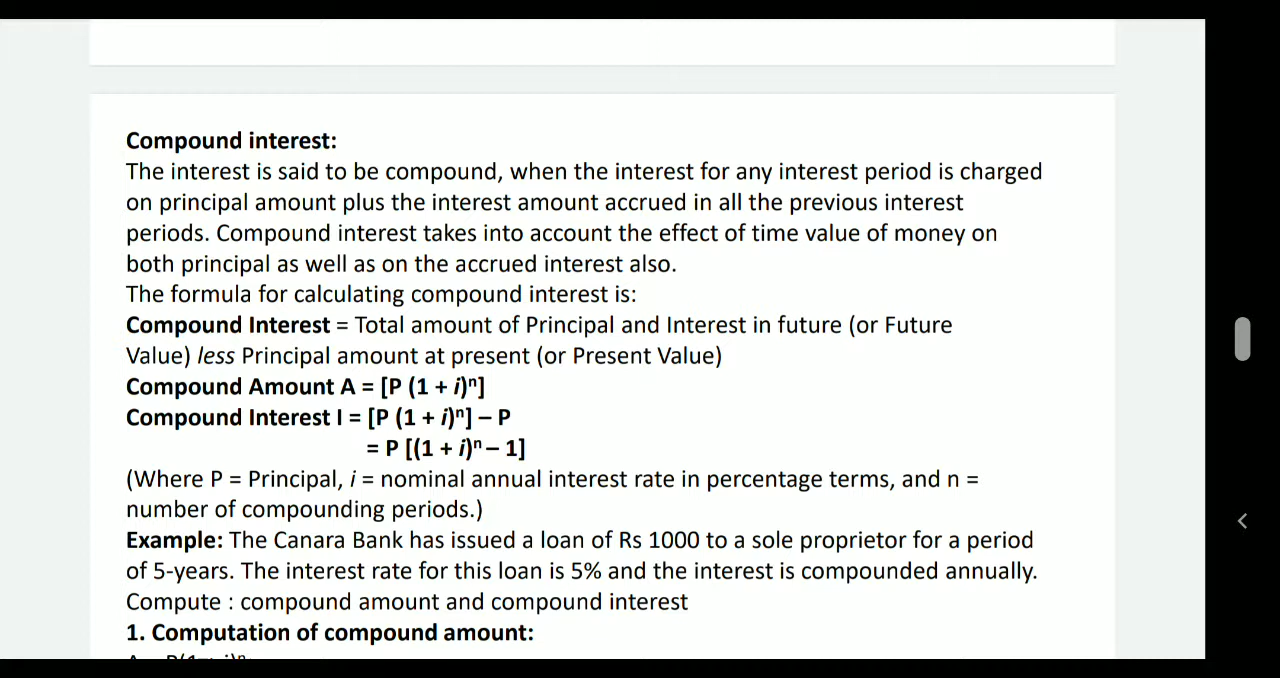 Compound interest:
The interest is said to be compound, when the interest for any interest period is charged
on principal amount plus the interest amount accrued in all the previous interest
periods. Compound interest takes into account the effect of time value of money on
both principal as well as on the accrued interest also.
The formula for calculating compound interest is:
Compound Interest = Total amount of Principal and Interest in future (or Future
Value) less Principal amount at present (or Present Value)
Compound Amount A = [P (1 + i)ⁿ]
Compound Interest I = [P (1 + i)ⁿ] – P
= P [(1 + i)ⁿ – 1]
(Where P = Principal, i = nominal annual interest rate in percentage terms, and n =
number of compounding periods.)
Example: The Canara Bank has issued a loan of Rs 1000 to a sole proprietor for a period
of 5-years. The interest rate for this loan is 5% and the interest is compounded annually.
Compute : compound amount and compound interest
1. Computation of compound amount: